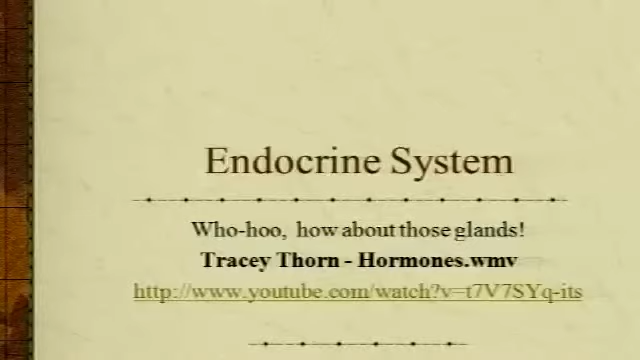 Endocrine System
Who-hoo, how about those glands!
Tracey Thorn - Hormones.wmv
http://www.youtube.com/watch?v=t7V7SYq-its